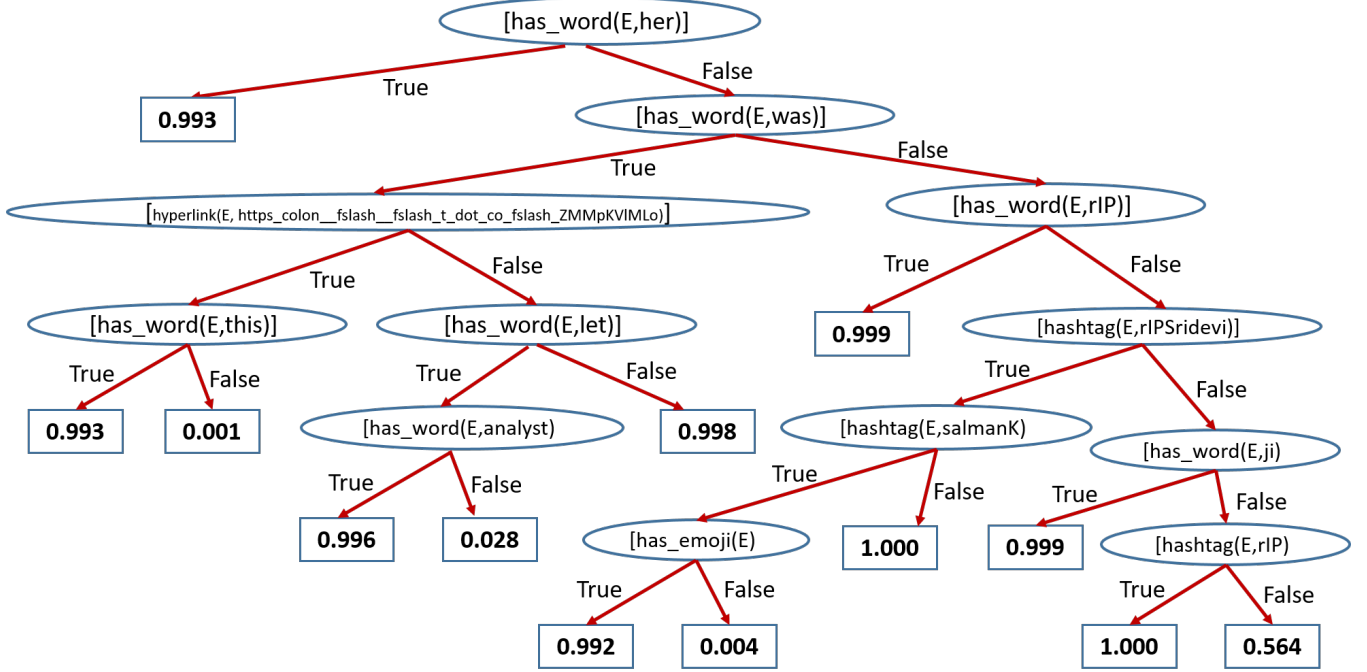 [has_word(E,her)]
True
False
0.993
[has_word(E,was)]
True
False
[hyperlink(E, https_colon__fslash__fslash_t_dot_co_fslash_ZMMpKVlMLo)]
[has_word(E,rIP)]
True
False
True
False
[has_word(E,this)]
[has_word(E,let)]
0.999
[hashtag(E,rIPSridevi)]
True
False
True
False
True
False
0.993
0.001
[has_word(E,analyst)
0.998
[hashtag(E,salmanK)
[has_word(E,ji)
True
False
True
False
True
False
0.996
0.028
[has_emoji(E)
1.000
0.999
[hashtag(E,rIP)
True
False
True
False
0.992
0.004
1.000
0.564